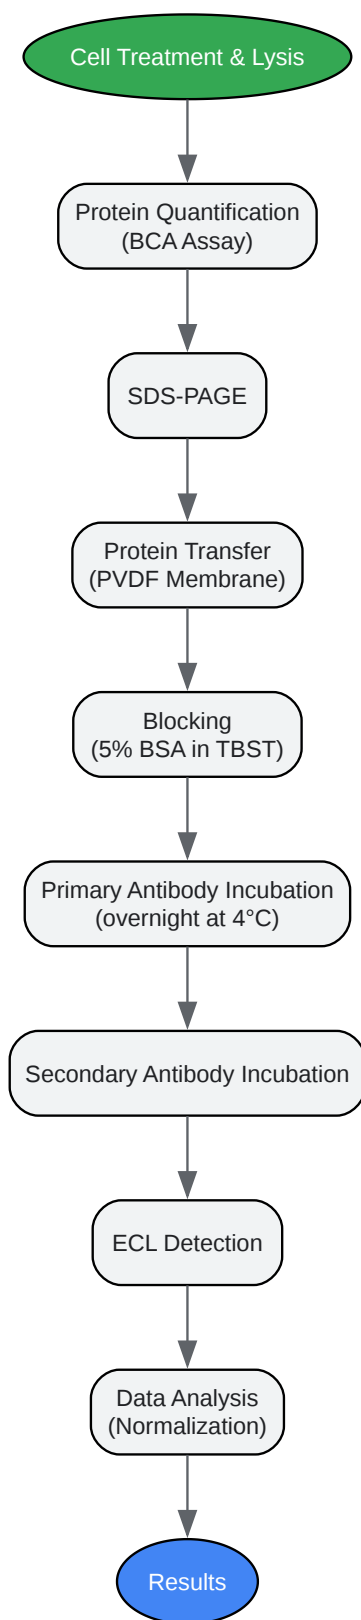 Cell Treatment & Lysis
Protein Quantification
(BCA Assay)
SDS-PAGE
Protein Transfer
(PVDF Membrane)
Blocking
(5% BSA in TBST)
Primary Antibody Incubation
(overnight at 4°C)
Secondary Antibody Incubation
ECL Detection
Data Analysis
(Normalization)
Results